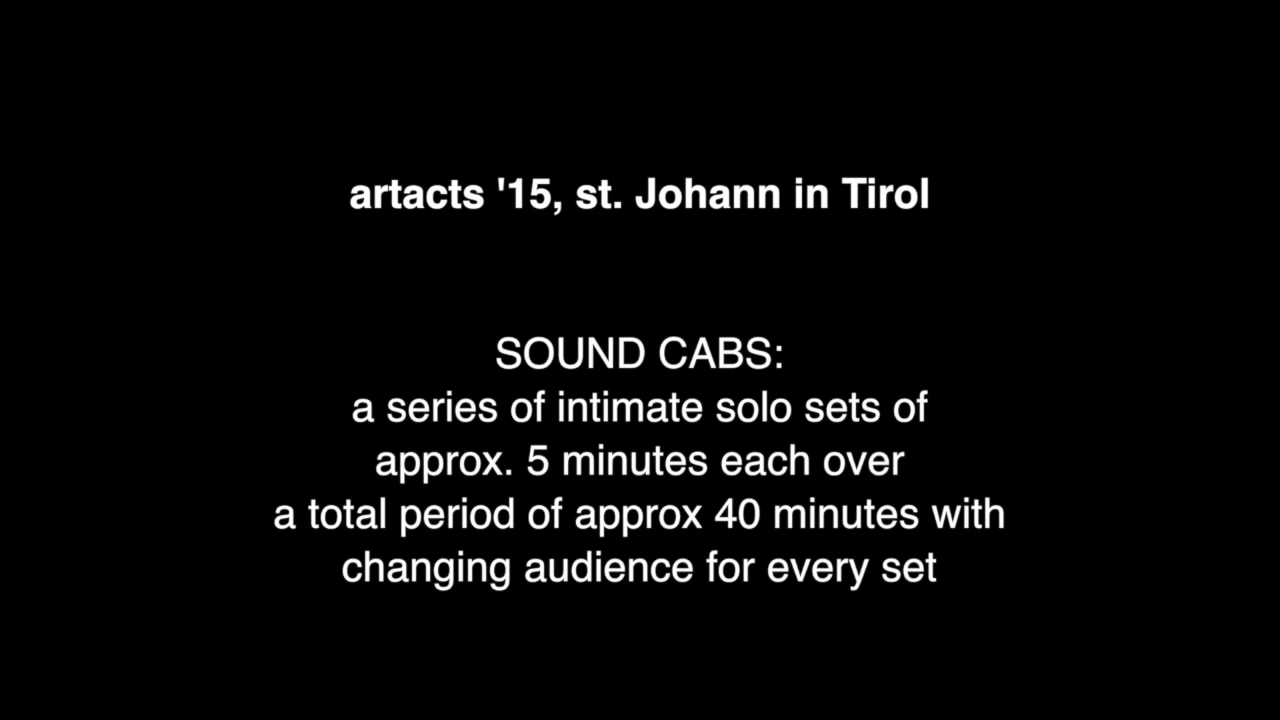 artacts '15, st. Johann in Tirol
SOUND CABS:
a series of intimate solo sets of
approx. 5 minutes each over
a total period of approx 40 minutes with
changing audience for every set